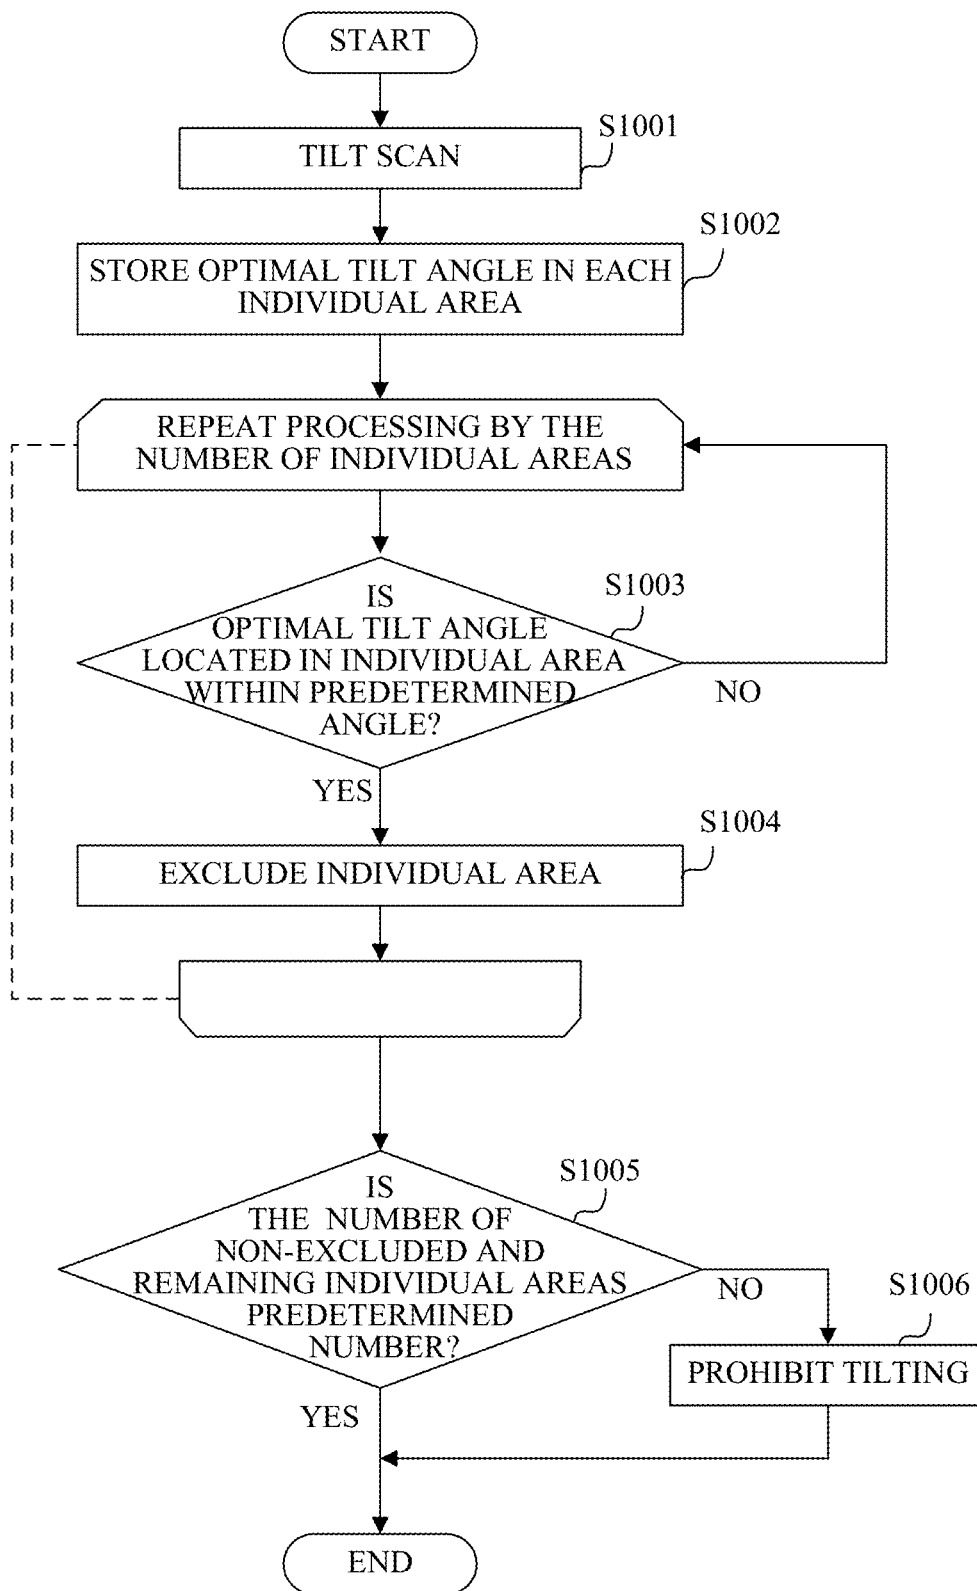 START
S1001
TILT SCAN
S1002
STORE OPTIMAL TILT ANGLE IN EACH
INDIVIDUAL AREA
REPEAT PROCESSING BY THE
NUMBER OF INDIVIDUAL AREAS
S1003
IS
OPTIMAL TILT ANGLE
LOCATED IN INDIVIDUAL AREA
WITHIN PREDETERMINED
ANGLE?
NO
YES
S1004
EXCLUDE INDIVIDUAL AREA
S1005
IS
THE NUMBER OF
NON-EXCLUDED AND
REMAINING INDIVIDUAL AREAS
PREDETERMINED
NUMBER?
NO
S1006
PROHIBIT TILTING
YES
END